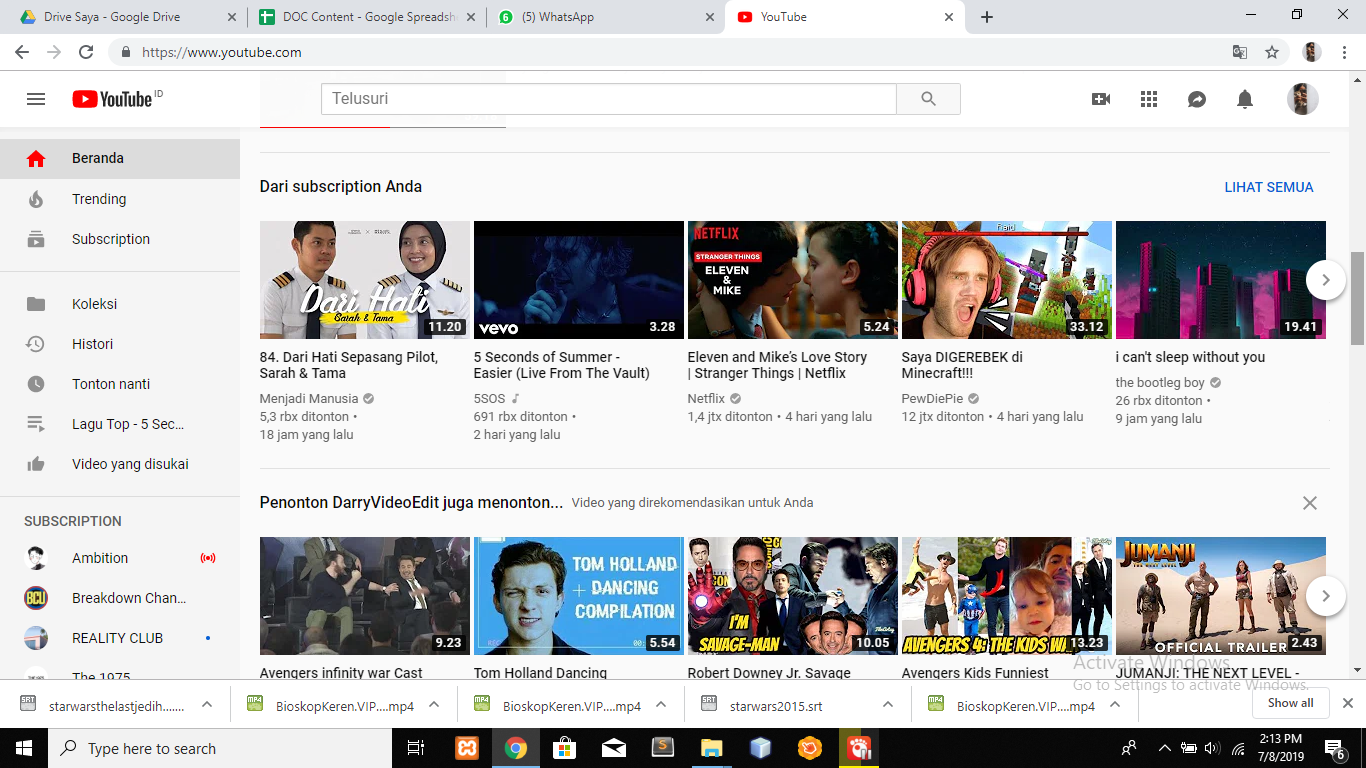 Drive Saya - Google Drive
DOC Content - Google Spreadsh
(5) WhatsApp
YouTube
https://www.youtube.com
YouTube ID
Telusuri
Beranda
Trending
Subscription
Koleksi
Histori
Tonton nanti
Lagu Top - 5 Sec...
Video yang disukai
SUBSCRIPTION
Ambition
BCU
Breakdown Chan...
REALITY CLUB
The 1975
Dari subscription Anda
LIHAT SEMUA
Dari Hati
Sarah & Tama
11.20
vevo
3.28
NETFLIX
STRANGER THINGS
ELEVEN
&
MIKE
5.24
33.12
19.41
84. Dari Hati Sepasang Pilot,
Sarah & Tama
Menjadi Manusia
5,3 rbx ditonton •
18 jam yang lalu
5 Seconds of Summer -
Easier (Live From The Vault)
5SOS
691 rbx ditonton •
2 hari yang lalu
Eleven and Mike's Love Story
| Stranger Things | Netflix
Netflix
1,4 jtx ditonton • 4 hari yang lalu
Saya DIGEREBEK di
Minecraft!!!
PewDiePie
12 jtx ditonton • 4 hari yang lalu
i can't sleep without you
the bootleg boy
26 rbx ditonton •
9 jam yang lalu
Penonton DarryVideoEdit juga menonton...
Video yang direkomendasikan untuk Anda
9.23
TOM HOLLAND
+ DANCING
COMPILATION
5.54
I'M
SAVAGE-MAN
10.05
AVENGERS 4: THE KIDS W
13.23
JUMANJI
THE NEXT LEVEL
OFFICIAL TRAILER
2.43
Avengers infinity war Cast
Tom Holland Dancing
Robert Downey Jr. Savage
Avengers Kids Funniest
JUMANJI: THE NEXT LEVEL -
Activate Windows
Go to Settings to activate Windows.
SRT
starwarsthelastjedih.......
MP4
BioskopKeren.VIP....mp4
MP4
BioskopKeren.VIP....mp4
SRT
starwars2015.srt
MP4
BioskopKeren.VIP....mp4
Show all
Type here to search
2:13 PM
7/8/2019
6